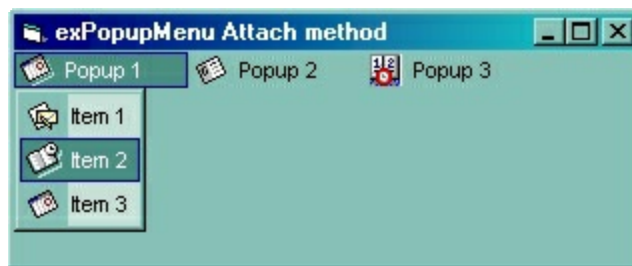 exPopupMenu Attach method
Popup 1 Popup 2 Popup 3
Item 1
Item 2
Item 3